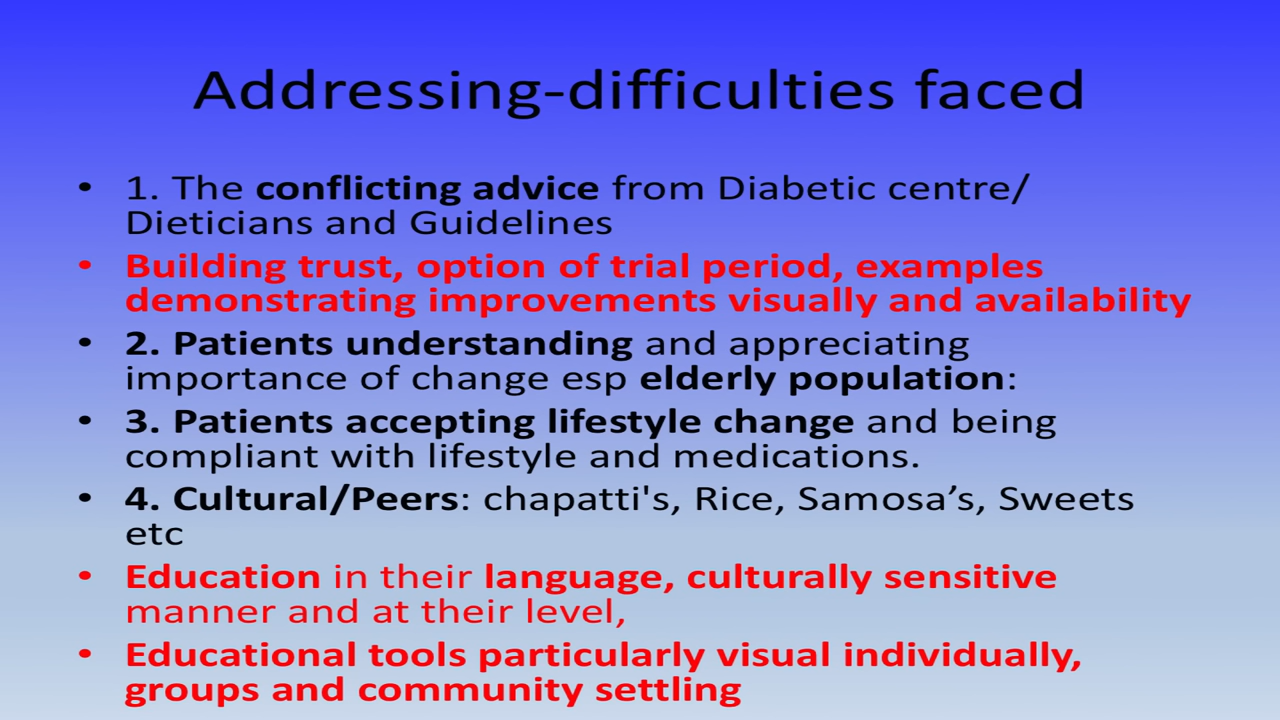 Addressing-difficulties faced
• 1. The conflicting advice from Diabetic centre/
Dieticians and Guidelines
• Building trust, option of trial period, examples
demonstrating improvements visually and availability
• 2. Patients understanding and appreciating
importance of change esp elderly population:
• 3. Patients accepting lifestyle change and being
compliant with lifestyle and medications.
• 4. Cultural/Peers: chapatti's, Rice, Samosa’s, Sweets
etc
• Education in their language, culturally sensitive
manner and at their level,
• Educational tools particularly visual individually,
groups and community settling